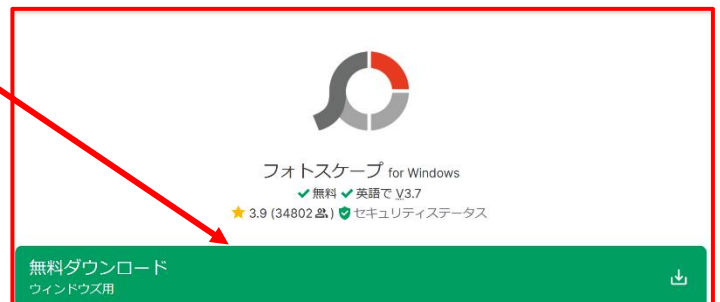 フォトスケープ for Windows
✔無料 ✔英語で V3.7
★ 3.9 (34802) セキュリティステータス
無料ダウンロード
ウィンドウズ用